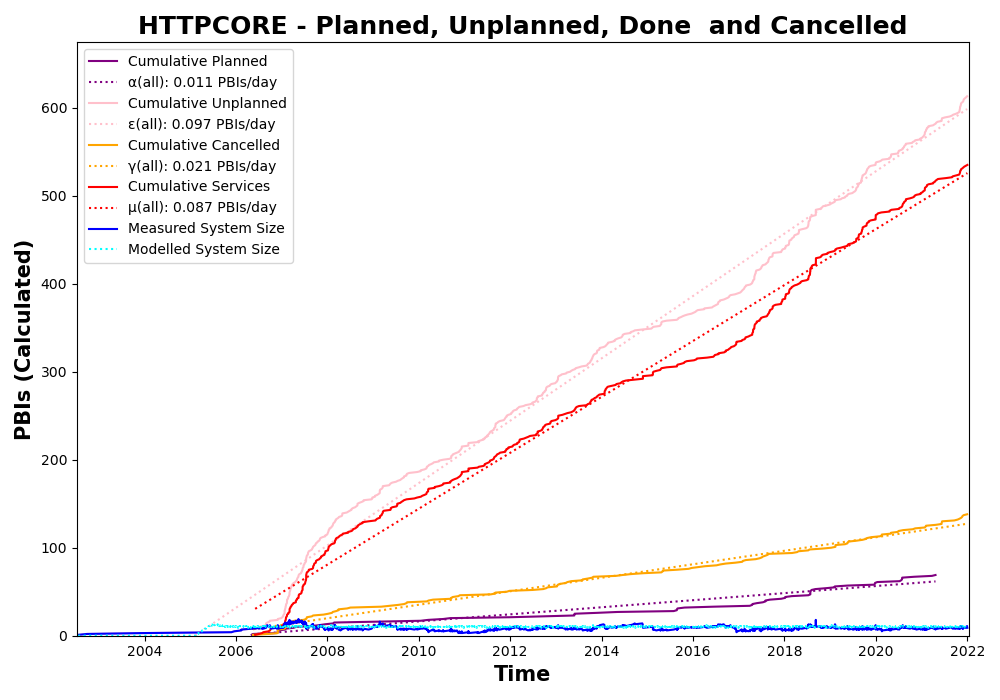 HTTPCORE - Planned, Unplanned, Done  and Cancelled
Cumulative Planned
α(all): 0.011 PBIs/day
Cumulative Unplanned
ε(all): 0.097 PBIs/day
Cumulative Cancelled
γ(all): 0.021 PBIs/day
Cumulative Services
μ(all): 0.087 PBIs/day
Measured System Size
Modelled System Size
PBIs (Calculated)
600
500
400
300
200
100
0
2004 2006 2008 2010 2012 2014 2016 2018 2020 2022
Time